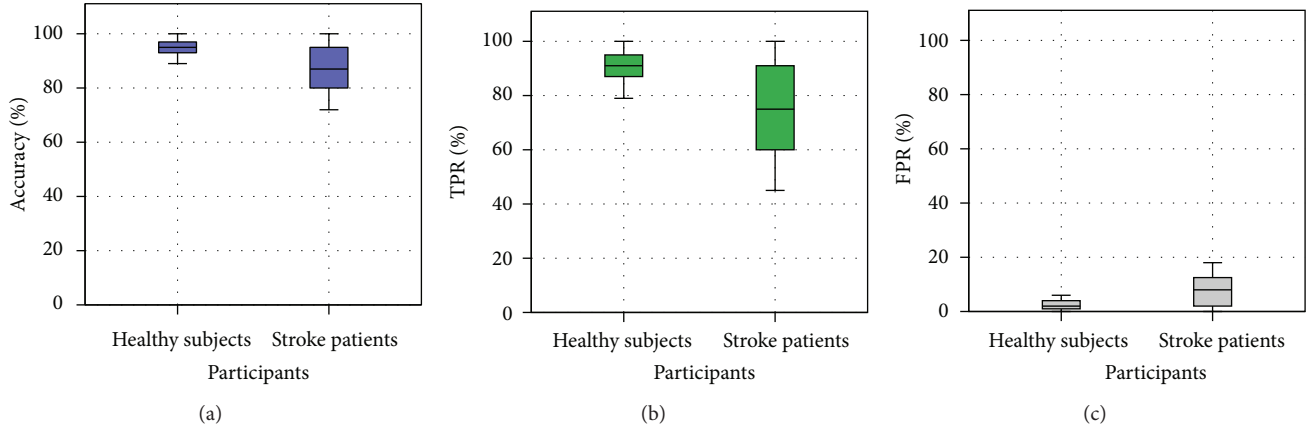 100
80
60
40
20
0
Accuracy (%)
Healthy subjects Stroke patients
Participants
(a)
100
80
60
40
20
0
TPR (%)
Healthy subjects Stroke patients
Participants
(b)
100
80
60
40
20
0
FPR (%)
Healthy subjects Stroke patients
Participants
(c)